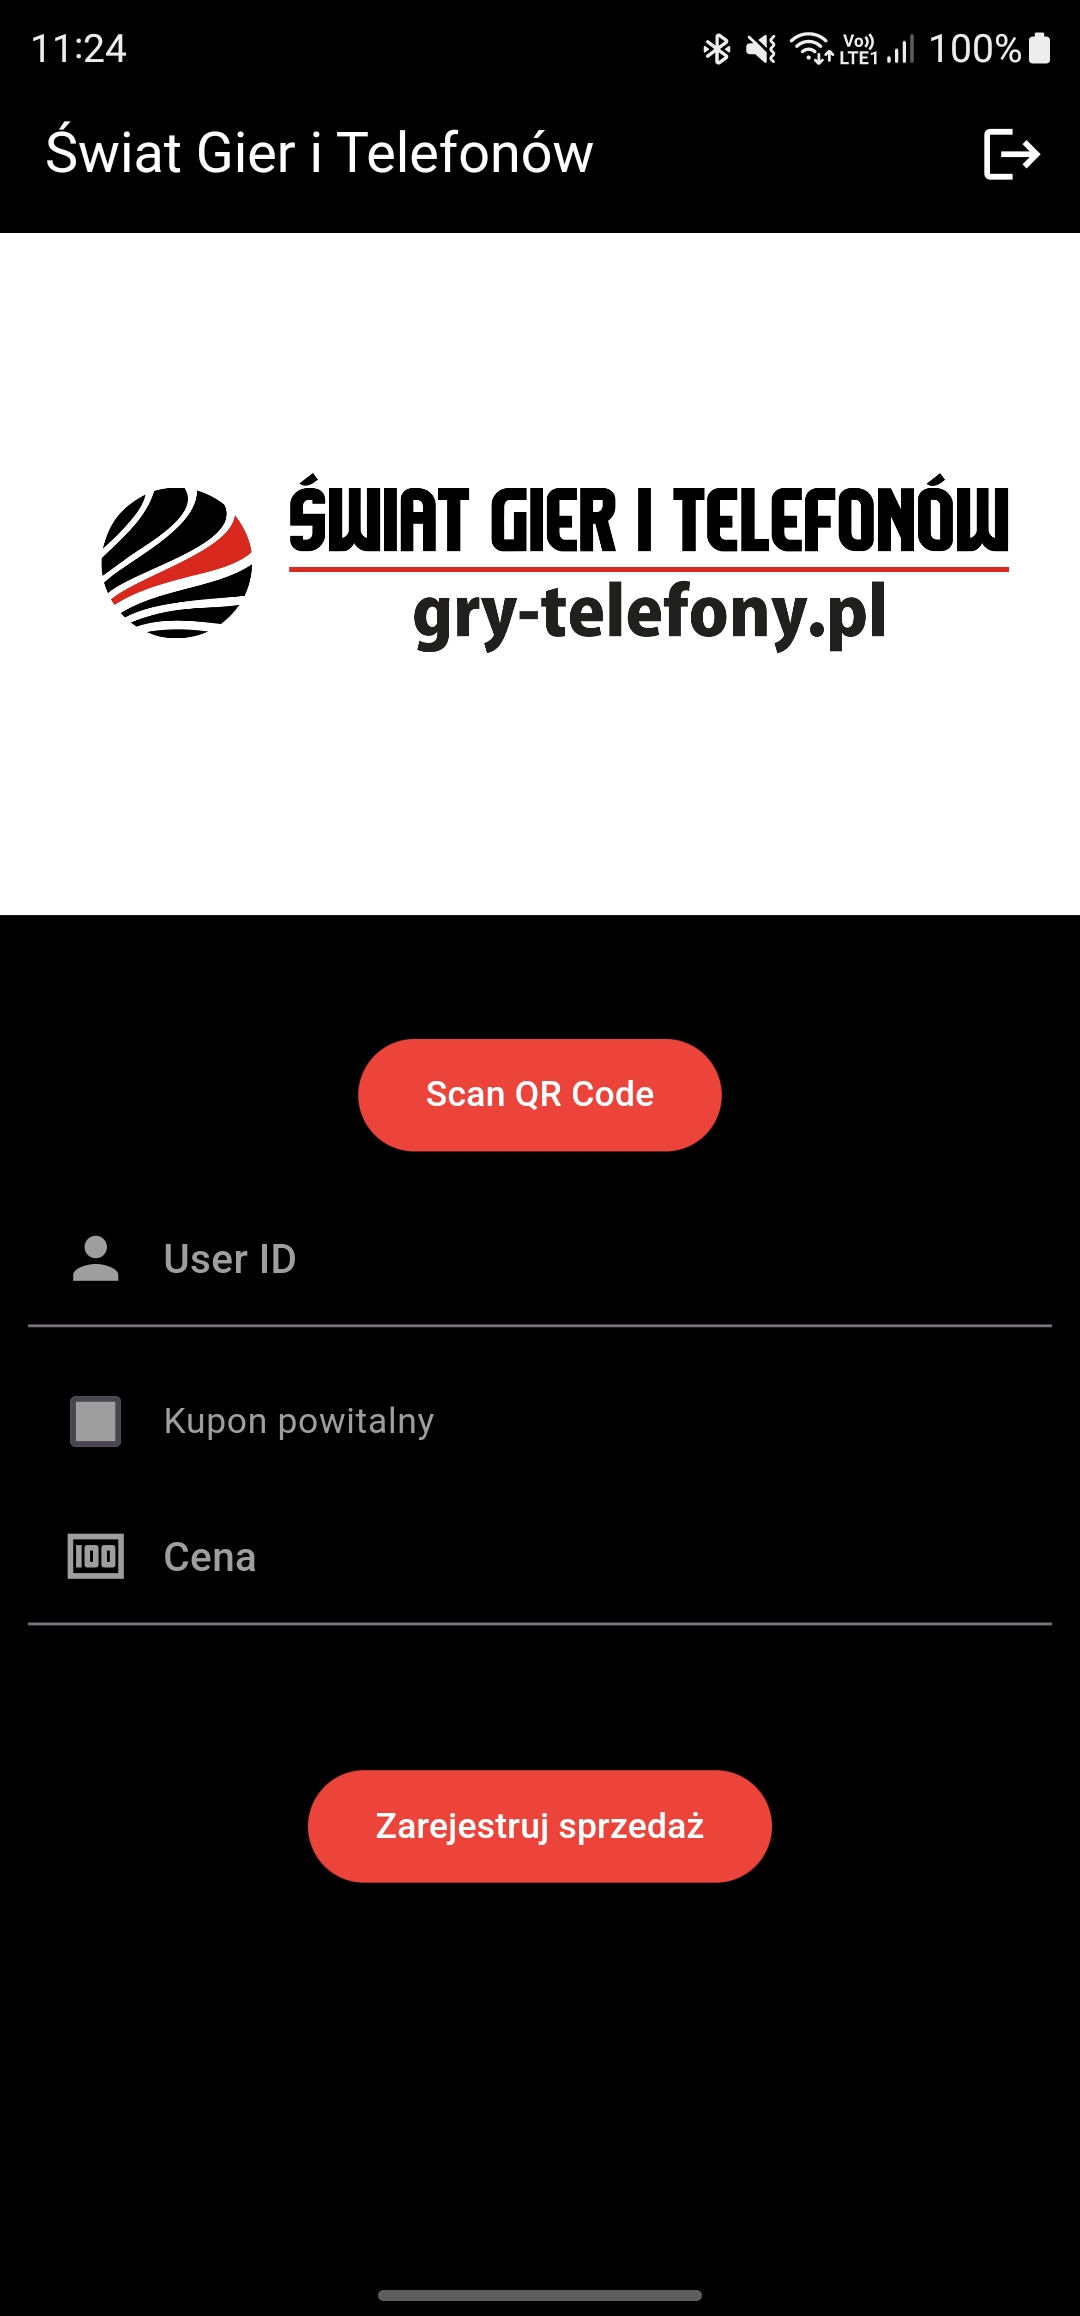 11:24
Vo))
LTE1
100%
Świat Gier i Telefonów
ŚWIAT GIER I TELEFONÓW
gry-telefony.pl
Scan QR Code
User ID
Kupon powitalny
100
Cena
Zarejestruj sprzedaż